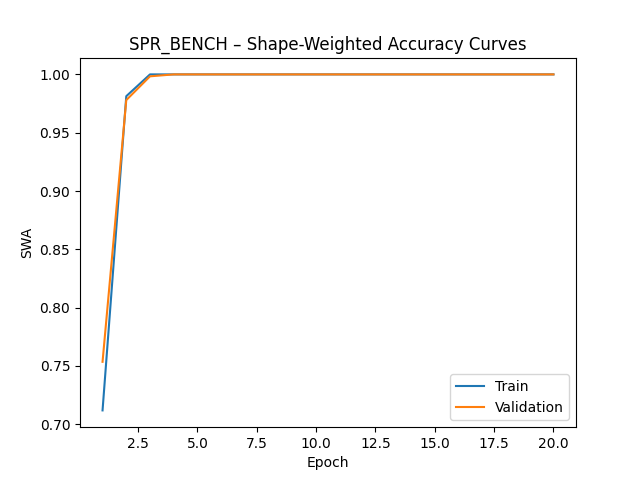 SPR_BENCH – Shape-Weighted Accuracy Curves
1.00
0.95
0.90
0.85
0.80
0.75
0.70
SWA
2.5 5.0 7.5 10.0 12.5 15.0 17.5 20.0
Epoch
Train
Validation